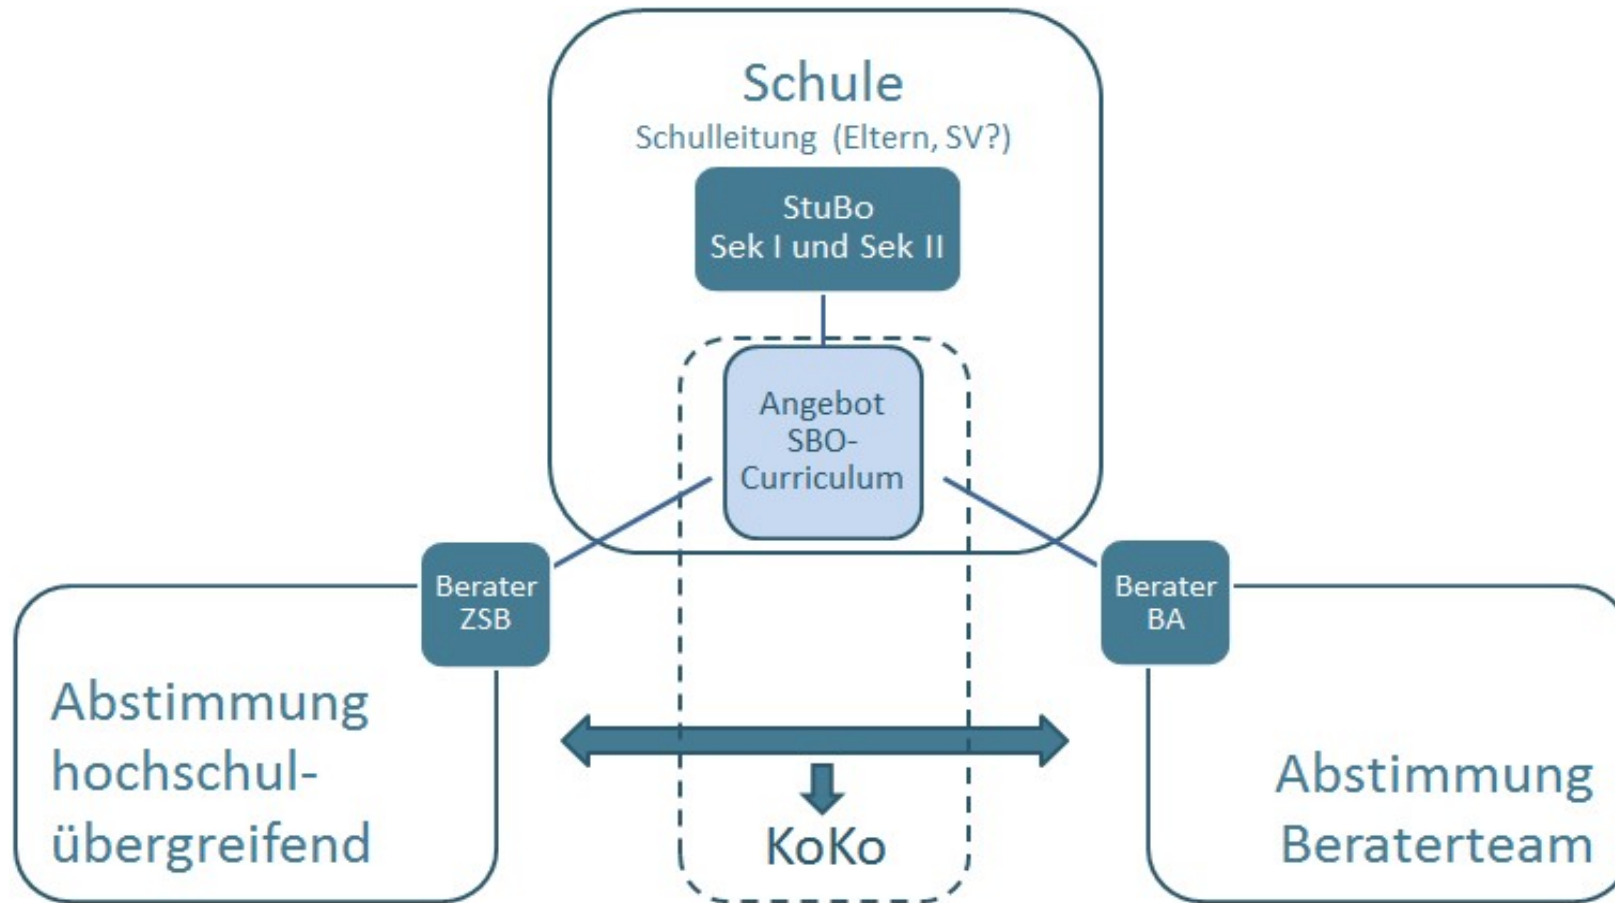 Schule
Schulleitung (Eltern, SV?)
StuBo
Sek I und Sek II
Angebot
SBO-
Curriculum
Berater
ZSB
Berater
BA
Abstimmung
hochschul-
übergreifend
KoKo
Abstimmung
Beraterteam